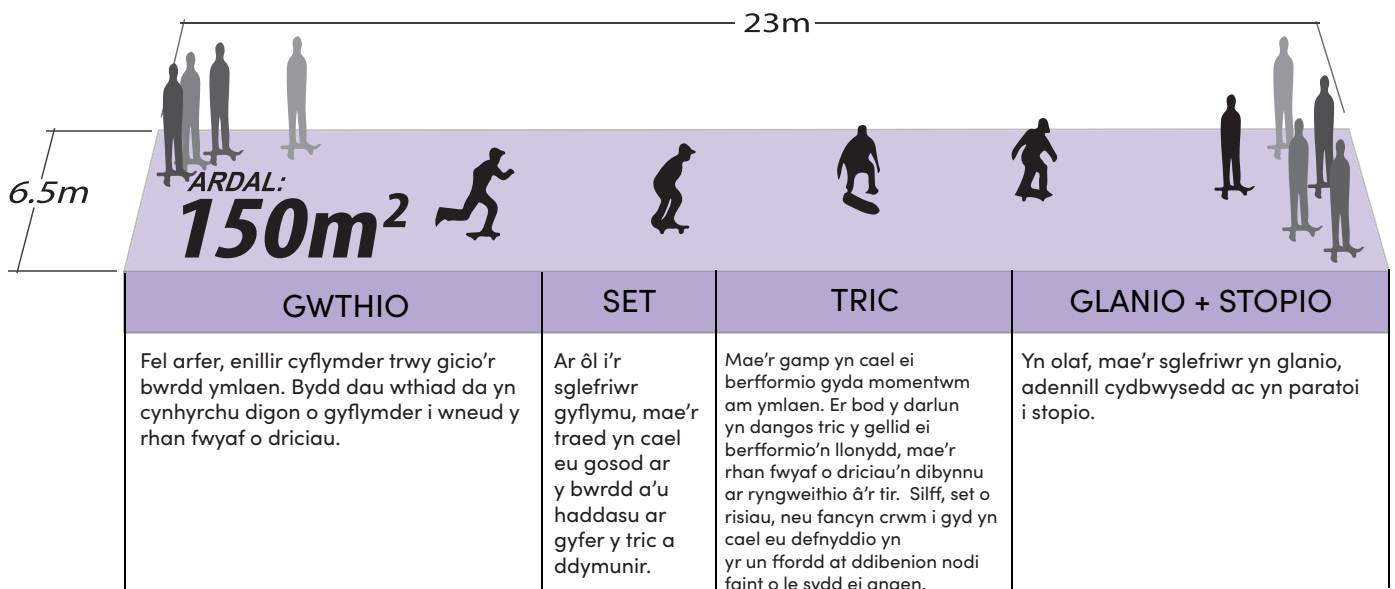 23m
6.5m
ARDAL:
150m²
GWTHIO
Fel arfer, enillir cyflymder trwy gicio'r
bwrdd ymlaen. Bydd dau wthiad da yn
cynhyrchu digon o gyflymder i wneud y
rhan fwyaf o driciau.
SET
Ar ôl i'r
sglefriwr
gyflymu, mae'r
traed yn cael
eu gosod ar
y bwrdd a'u
haddasu ar
gyfer y tric a
ddymunir.
TRIC
Mae'r gamp yn cael ei
berfformio gyda momentwm
am ymlaen. Er bod y darlun
yn dangos tric y gellid ei
berfformio'n llonydd, mae'r
rhan fwyaf o driciau'n dibynnu
ar ryngweithio â'r tir.  Silff, set o
risiau, neu fancyn crwm i gyd yn
cael eu defnyddio yn
yr un ffordd at ddibenion nodi
faint o le sydd ei angen.
GLANIO + STOPIO
Yn olaf, mae'r sglefriwr yn glanio,
adennill cydbwysedd ac yn paratoi
i stopio.